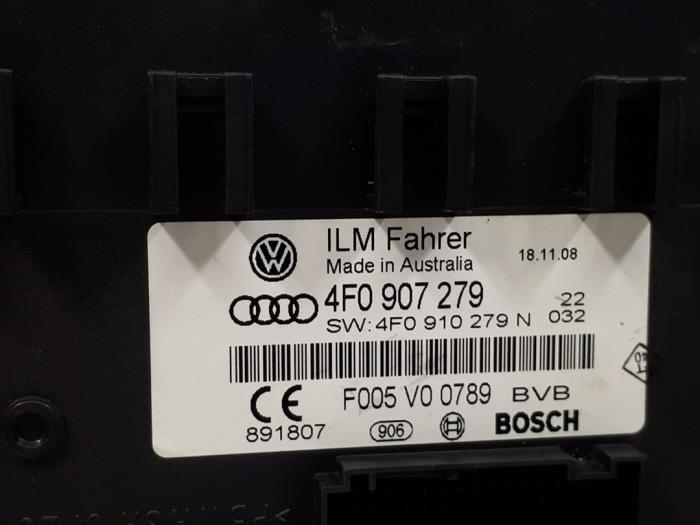 ILM Fahrer
Made in Australia
18.11.08
4F0 907 279
22
SW: 4F0 910 279 N
032
F005 V0 0789 BVB
CE
891807
906
BOSCH